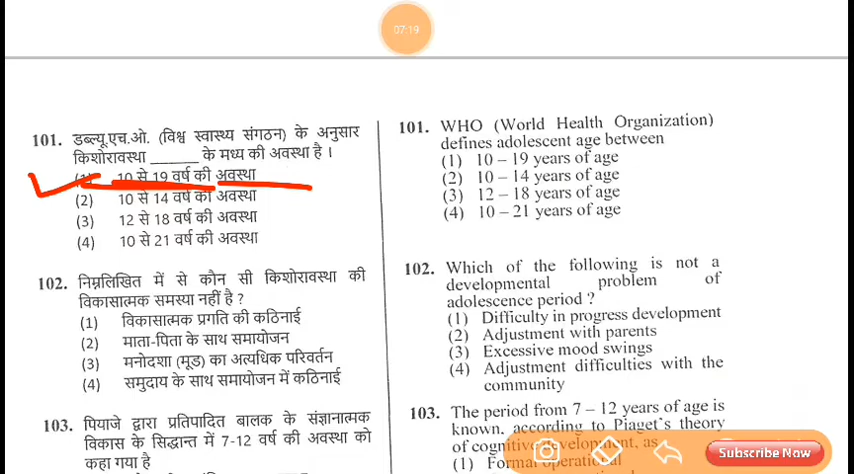 07:19
101. डब्ल्यू.एच.ओ. (विश्व स्वास्थ्य संगठन) के अनुसार
किशोरावस्था ______ के मध्य की अवस्था है ।
(1) 10 से 19 वर्ष की अवस्था
(2) 10 से 14 वर्ष की अवस्था
(3) 12 से 18 वर्ष की अवस्था
(4) 10 से 21 वर्ष की अवस्था
102. निम्नलिखित में से कौन सी किशोरावस्था की
विकासात्मक समस्या नहीं है ?
(1) विकासात्मक प्रगति की कठिनाई
(2) माता-पिता के साथ समायोजन
(3) मनोदशा (मूड) का अत्यधिक परिवर्तन
(4) समुदाय के साथ समायोजन में कठिनाई
103. पियाजे द्वारा प्रतिपादित बालक के संज्ञानात्मक
विकास के सिद्धान्त में 7-12 वर्ष की अवस्था को
कहा गया है
101. WHO (World Health Organization)
defines adolescent age between
(1) 10 – 19 years of age
(2) 10 – 14 years of age
(3) 12 – 18 years of age
(4) 10 – 21 years of age
102. Which of the following is not a
developmental problem of
adolescence period ?
(1) Difficulty in progress development
(2) Adjustment with parents
(3) Excessive mood swings
(4) Adjustment difficulties with the
community
103. The period from 7 – 12 years of age is
known, according to Piaget's theory
of cognitive development, as
(1) Formal operational
Subscribe Now